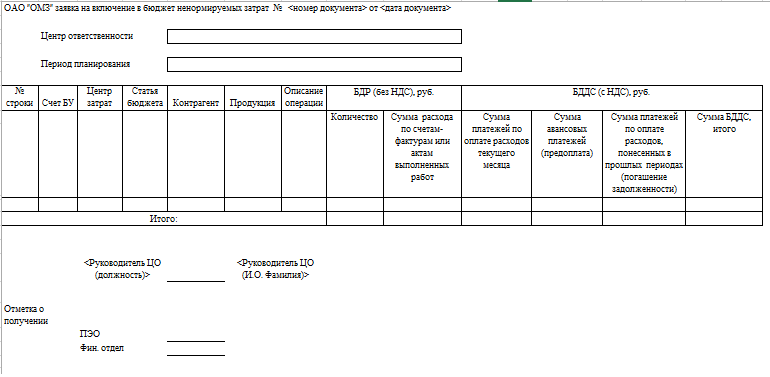 ОАО "ОМЗ" заявка на включение в бюджет ненормируемых затрат № <номер документа> от <дата документа>
Центр ответственности
Период планирования
№ строки
Счет БУ
Центр затрат
Статья бюджета
Контрагент
Продукция
Описание операции
БДР (без НДС), руб.
БДДС (с НДС), руб.
Количество
Сумма расхода
по счетам-
фактурам или
актам
выполненных
работ
Сумма
платежей по
оплате расходов
текущего
месяца
Сумма
авансовых
платежей
(предоплата)
Сумма платежей
по оплате
расходов,
понесенных в
прошлых периодах
(погашение
задолженности)
Сумма БДДС,
итого
Итого:
<Руководитель ЦО
(должность)>
<Руководитель ЦО
(И.О. Фамилия)>
Отметка о
получении
ПЭО
Фин. отдел